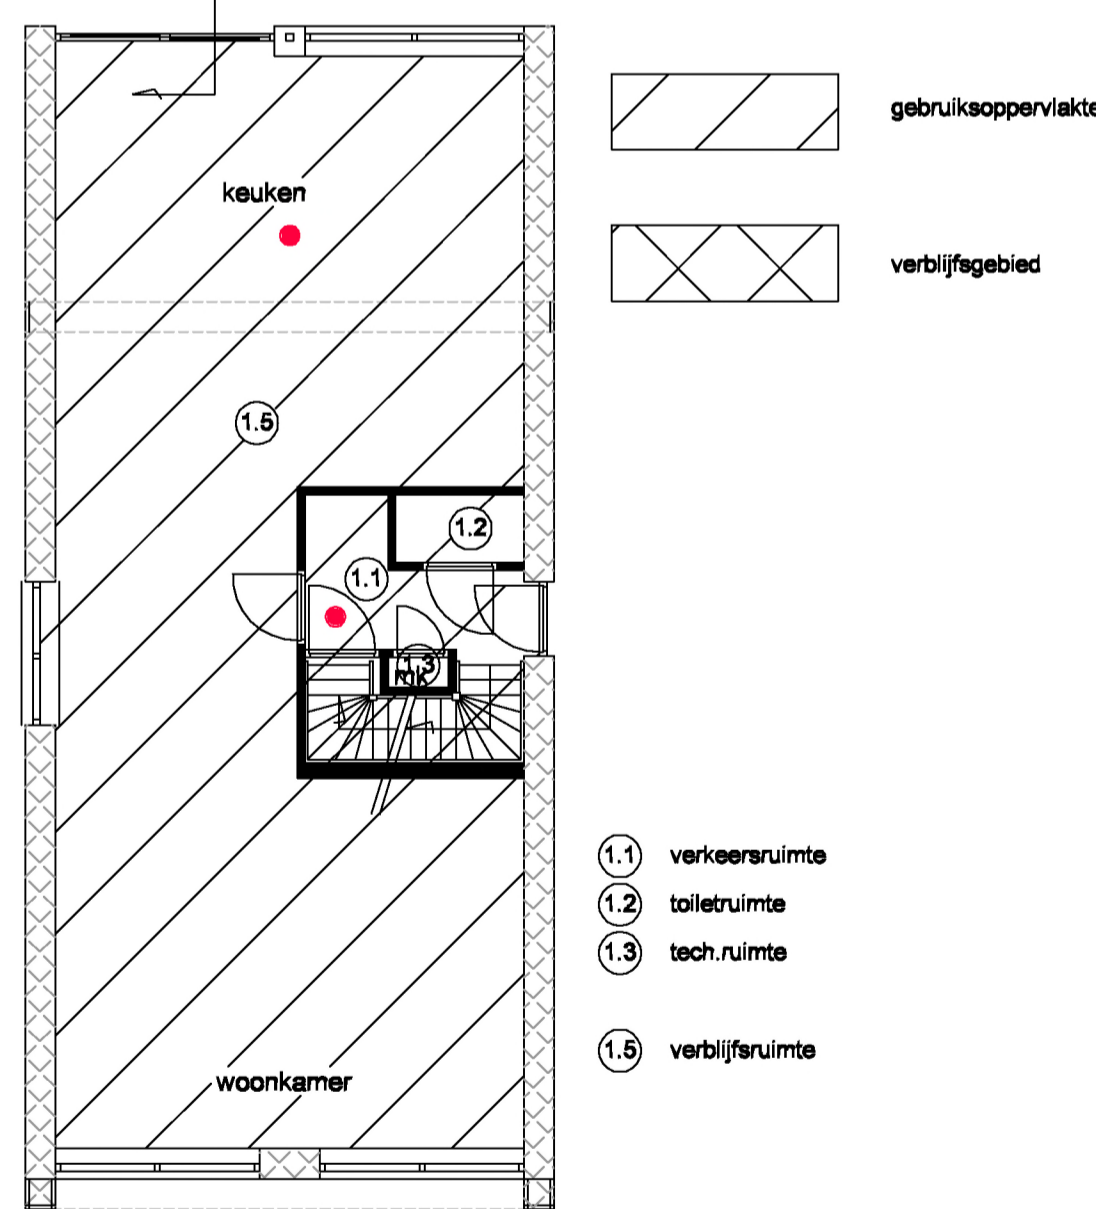 gebruiksoppervlakte
keuken
verblijfsgebied
1.5
1.2
1.1
1.3
mk
1.1 verkeersruimte
1.2 toiletruimte
1.3 tech.ruimte
1.5 verblijfsruimte
woonkamer